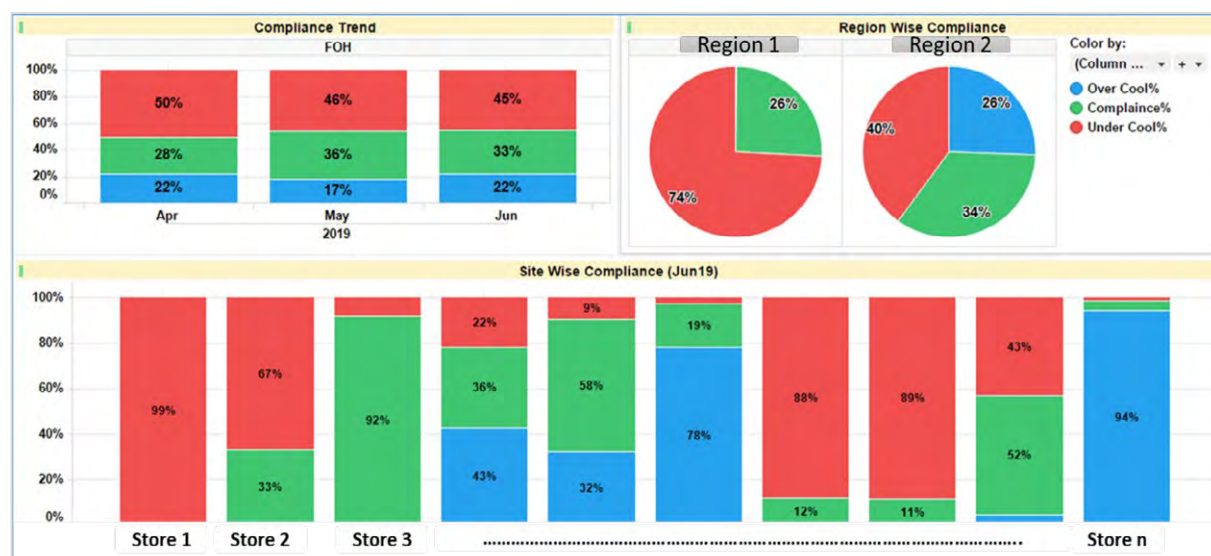 Compliance Trend
FOH
100%
80%
60%
40%
20%
0%
50%
46%
45%
28%
36%
33%
22%
17%
22%
Apr
May
Jun
2019
Region Wise Compliance
Region 1
Region 2
26%
74%
26%
40%
34%
Color by:
(Column ...
+
Over Cool%
Complaince%
Under Cool%
Site Wise Compliance (Jun19)
100%
80%
60%
40%
20%
0%
99%
67%
33%
92%
22%
36%
43%
9%
58%
32%
19%
78%
88%
12%
89%
11%
43%
52%
94%
Store 1
Store 2
Store 3
Store n